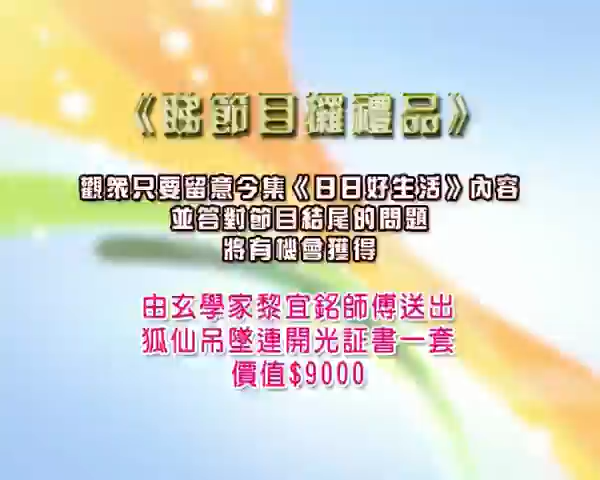 《睇節目攞禮品》
觀眾只要留意今集《日日好生活》內容
並答對節目結尾的問題
將有機會獲得
由玄學家黎宜銘師傅送出
狐仙吊墜連開光証書一套
價值$9000